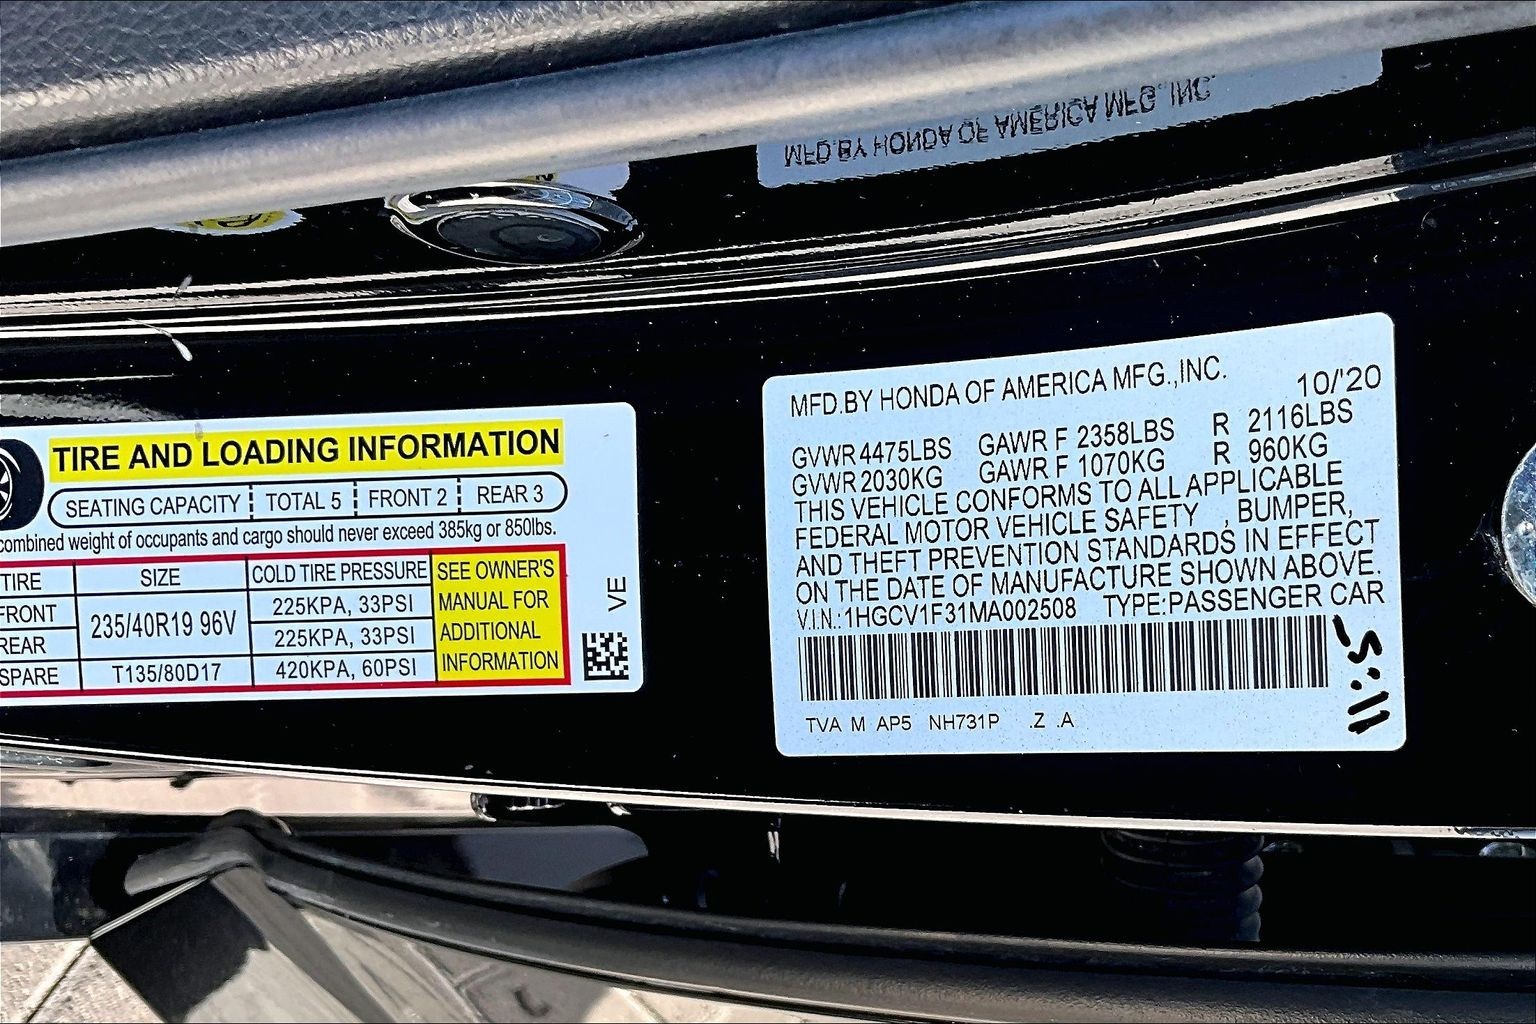 MFD.BY HONDA OF AMERICA MFG.,INC.
TIRE AND LOADING INFORMATION
SEATING CAPACITY TOTAL 5 FRONT 2 REAR 3
combined weight of occupants and cargo should never exceed 385kg or 850lbs.
TIRE SIZE COLD TIRE PRESSURE
FRONT 235/40R19 96V 225KPA, 33PSI
REAR 225KPA, 33PSI
SPARE T135/80D17 420KPA, 60PSI
SEE OWNER'S
MANUAL FOR
ADDITIONAL
INFORMATION
VE
MFD.BY HONDA OF AMERICA MFG.,INC.
10/'20
GVWR 4475LBS GAWR F 2358LBS R 2116LBS
GVWR 2030KG GAWR F 1070KG R 960KG
THIS VEHICLE CONFORMS TO ALL APPLICABLE
FEDERAL MOTOR VEHICLE SAFETY , BUMPER,
AND THEFT PREVENTION STANDARDS IN EFFECT
ON THE DATE OF MANUFACTURE SHOWN ABOVE.
V.I.N.:1HGCV1F31MA002508 TYPE:PASSENGER CAR
TVA M AP5 NH731P .Z .A